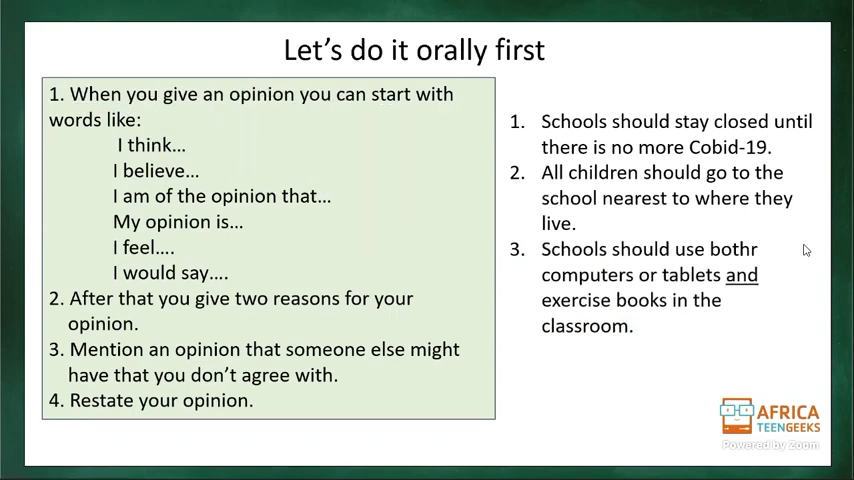 Let's do it orally first
1. When you give an opinion you can start with
words like:
I think...
I believe...
I am of the opinion that...
My opinion is...
I feel....
I would say....
2. After that you give two reasons for your
opinion.
3. Mention an opinion that someone else might
have that you don't agree with.
4. Restate your opinion.
1. Schools should stay closed until
there is no more Cobid-19.
2. All children should go to the
school nearest to where they
live.
3. Schools should use bothr
computers or tablets and
exercise books in the
classroom.
AFRICA
TEENGEEKS
Powered by Zoom